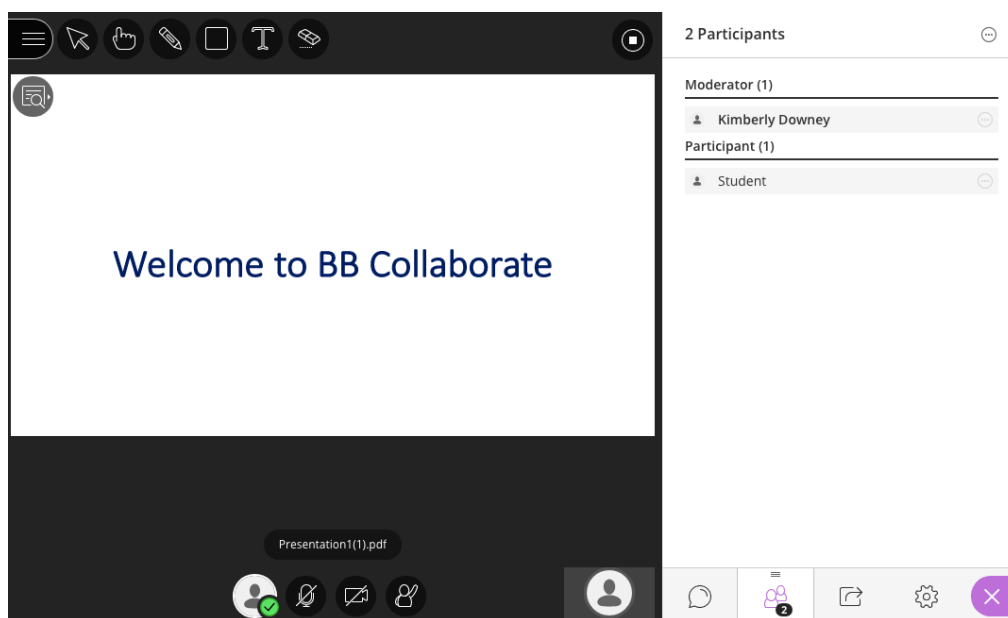 2 Participants
Moderator (1)
Kimberly Downey
Participant (1)
Student
Welcome to BB Collaborate
Presentation1(1).pdf
2